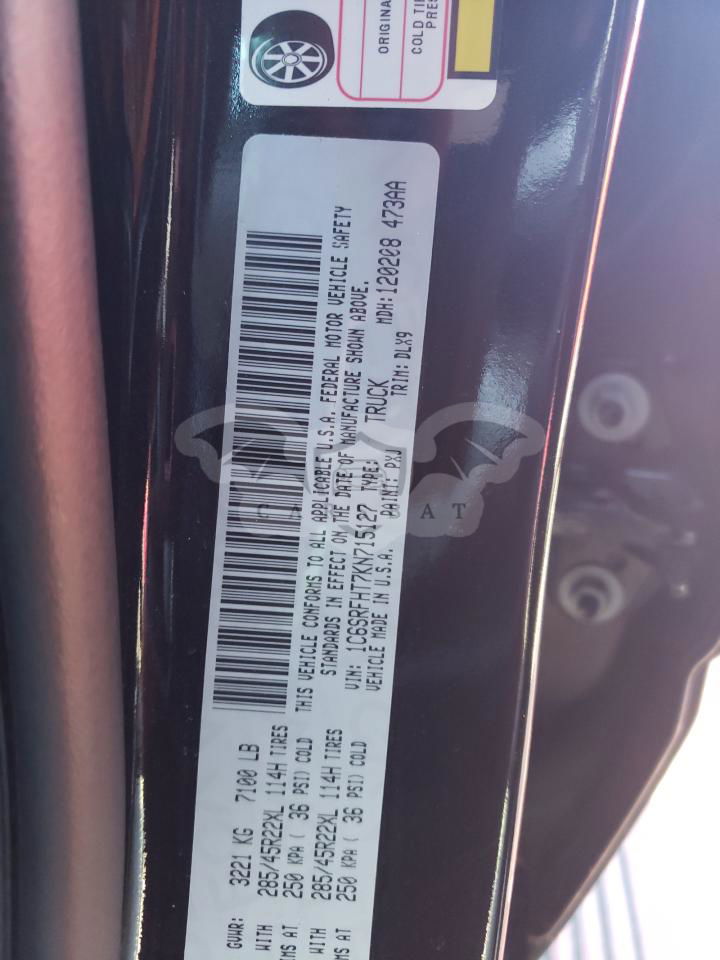 ORIGINA
COLD TI
PRES
GVWR: 3221 KG 7100 LB
WITH 285/45R22XL 114H TIRES
MS AT 250 KPA ( 36 PSI) COLD
WITH 285/45R22XL 114H TIRES
MS AT 250 KPA ( 36 PSI) COLD
THIS VEHICLE CONFORMS TO ALL APPLICABLE U.S.A. FEDERAL MOTOR VEHICLE SAFETY
STANDARDS IN EFFECT ON THE DATE OF MANUFACTURE SHOWN ABOVE.
VIN: 1C6SRFHT7KN715127 TYPE: TRUCK MDH:120208 473AA
VEHICLE MADE IN U.S.A. PAINT: PXJ TRIM: DLX9